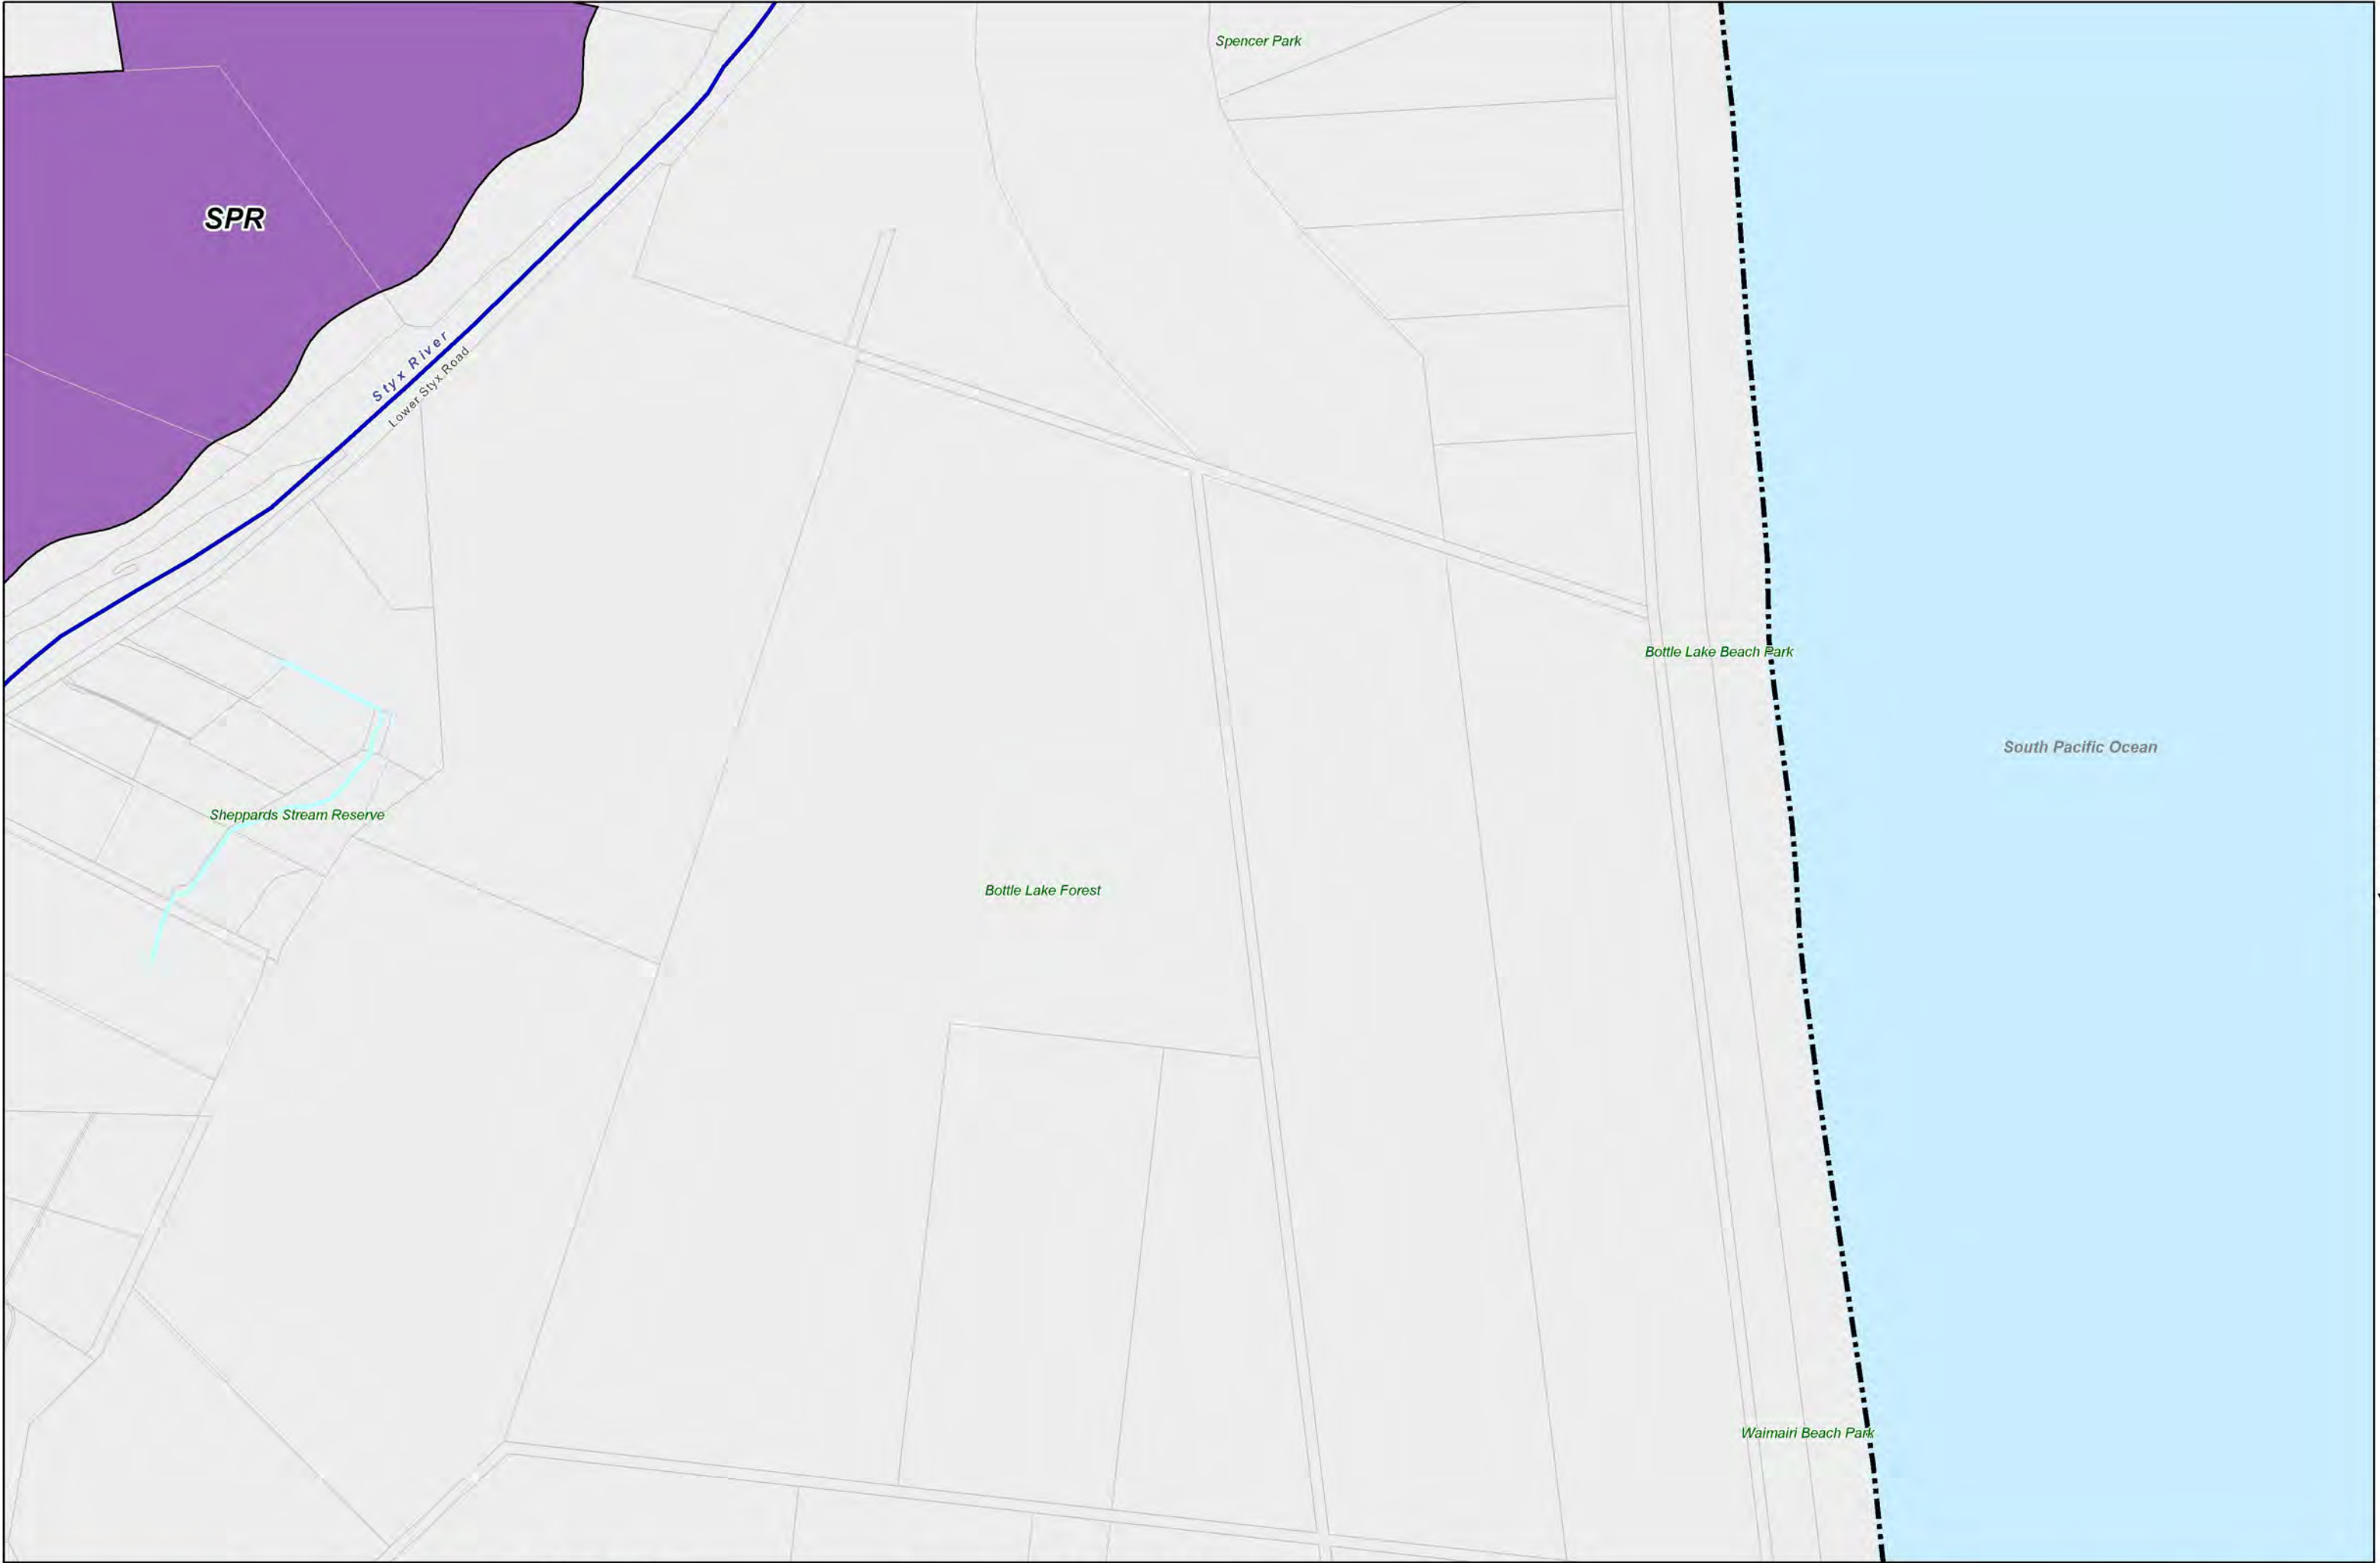 Spencer Park
SPR
Styx River
Lower Styx Road
Bottle Lake Beach Park
South Pacific Ocean
Sheppards Stream Reserve
Bottle Lake Forest
Waimairi Beach Park